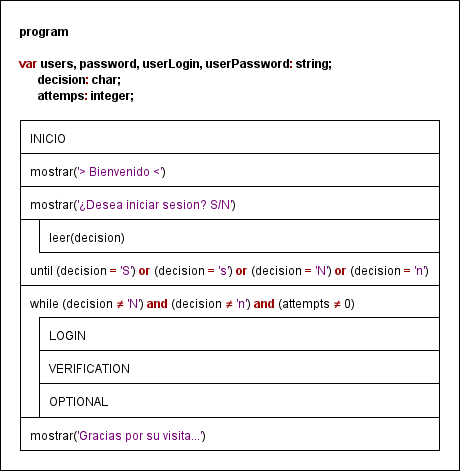 program
var users, password, userLogin, userPassword: string;
decision: char;
attemps: integer;
INICIO
mostrar('> Bienvenido <')
mostrar('¿Desea iniciar sesion? S/N')
leer(decision)
until (decision = 'S') or (decision = 's') or (decision = 'N') or (decision = 'n')
while (decision ≠ 'N') and (decision ≠ 'n') and (attempts ≠ 0)
LOGIN
VERIFICATION
OPTIONAL
mostrar('Gracias por su visita...')